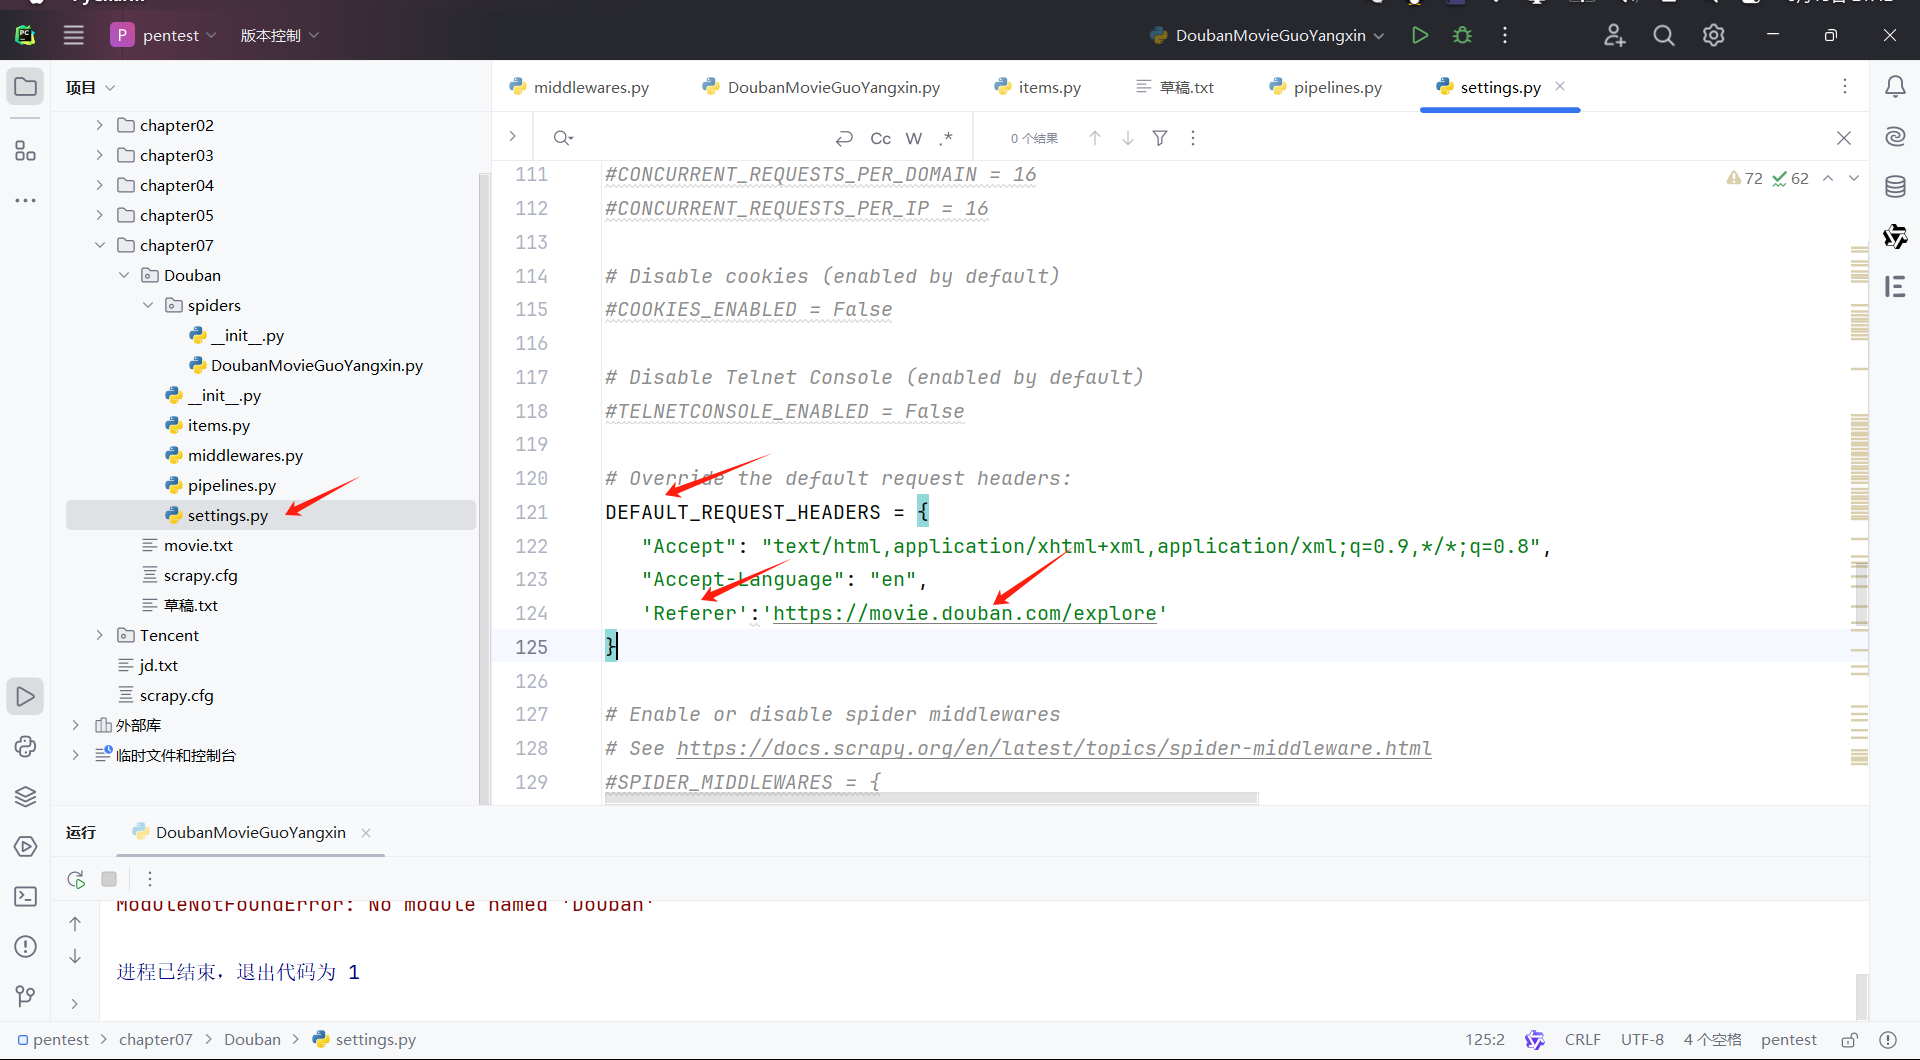 P pentest 版本控制 DoubanMovieGuoYangxin
项目
middlewares.py DoubanMovieGuoYangxin.py items.py 草稿.txt pipelines.py settings.py
Cc W .* 0 个结果
72 62
chapter02
chapter03
chapter04
chapter05
chapter07
Douban
spiders
__init__.py
DoubanMovieGuoYangxin.py
__init__.py
items.py
middlewares.py
pipelines.py
settings.py
movie.txt
scrapy.cfg
草稿.txt
Tencent
jd.txt
scrapy.cfg
外部库
临时文件和控制台
111 #CONCURRENT_REQUESTS_PER_DOMAIN = 16
112 #CONCURRENT_REQUESTS_PER_IP = 16
113
114 # Disable cookies (enabled by default)
115 #COOKIES_ENABLED = False
116
117 # Disable Telnet Console (enabled by default)
118 #TELNETCONSOLE_ENABLED = False
119
120 # Override the default request headers:
121 DEFAULT_REQUEST_HEADERS = {
122 "Accept": "text/html,application/xhtml+xml,application/xml;q=0.9,*/*;q=0.8",
123 "Accept-Language": "en",
124 'Referer':'https://movie.douban.com/explore'
125 }
126
127 # Enable or disable spider middlewares
128 # See https://docs.scrapy.org/en/latest/topics/spider-middleware.html
129 #SPIDER_MIDDLEWARES = {
运行 DoubanMovieGuoYangxin
ModuleNotFoundError: No module named 'Douban'
进程已结束，退出代码为 1
pentest > chapter07 > Douban > settings.py
125:2 CRLF UTF-8 4 个空格 pentest